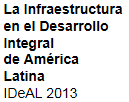 La Infraestructura
en el Desarrollo
Integral
de América
Latina
IDeAL 2013